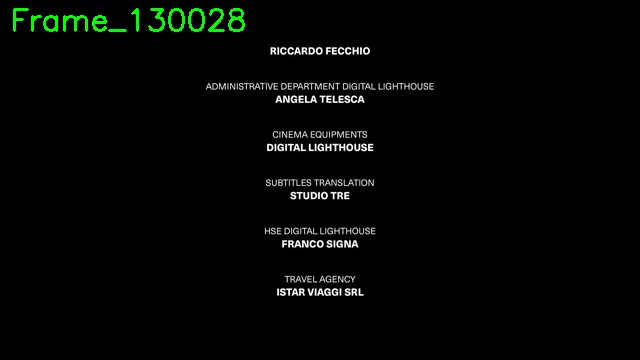 Frame_130028
RICCARDO FECCHIO
ADMINISTRATIVE DEPARTMENT DIGITAL LIGHTHOUSE
ANGELA TELESCA
CINEMA EQUIPMENTS
DIGITAL LIGHTHOUSE
SUBTITLES TRANSLATION
STUDIO TRE
HSE DIGITAL LIGHTHOUSE
FRANCO SIGNA
TRAVEL AGENCY
ISTAR VIAGGI SRL